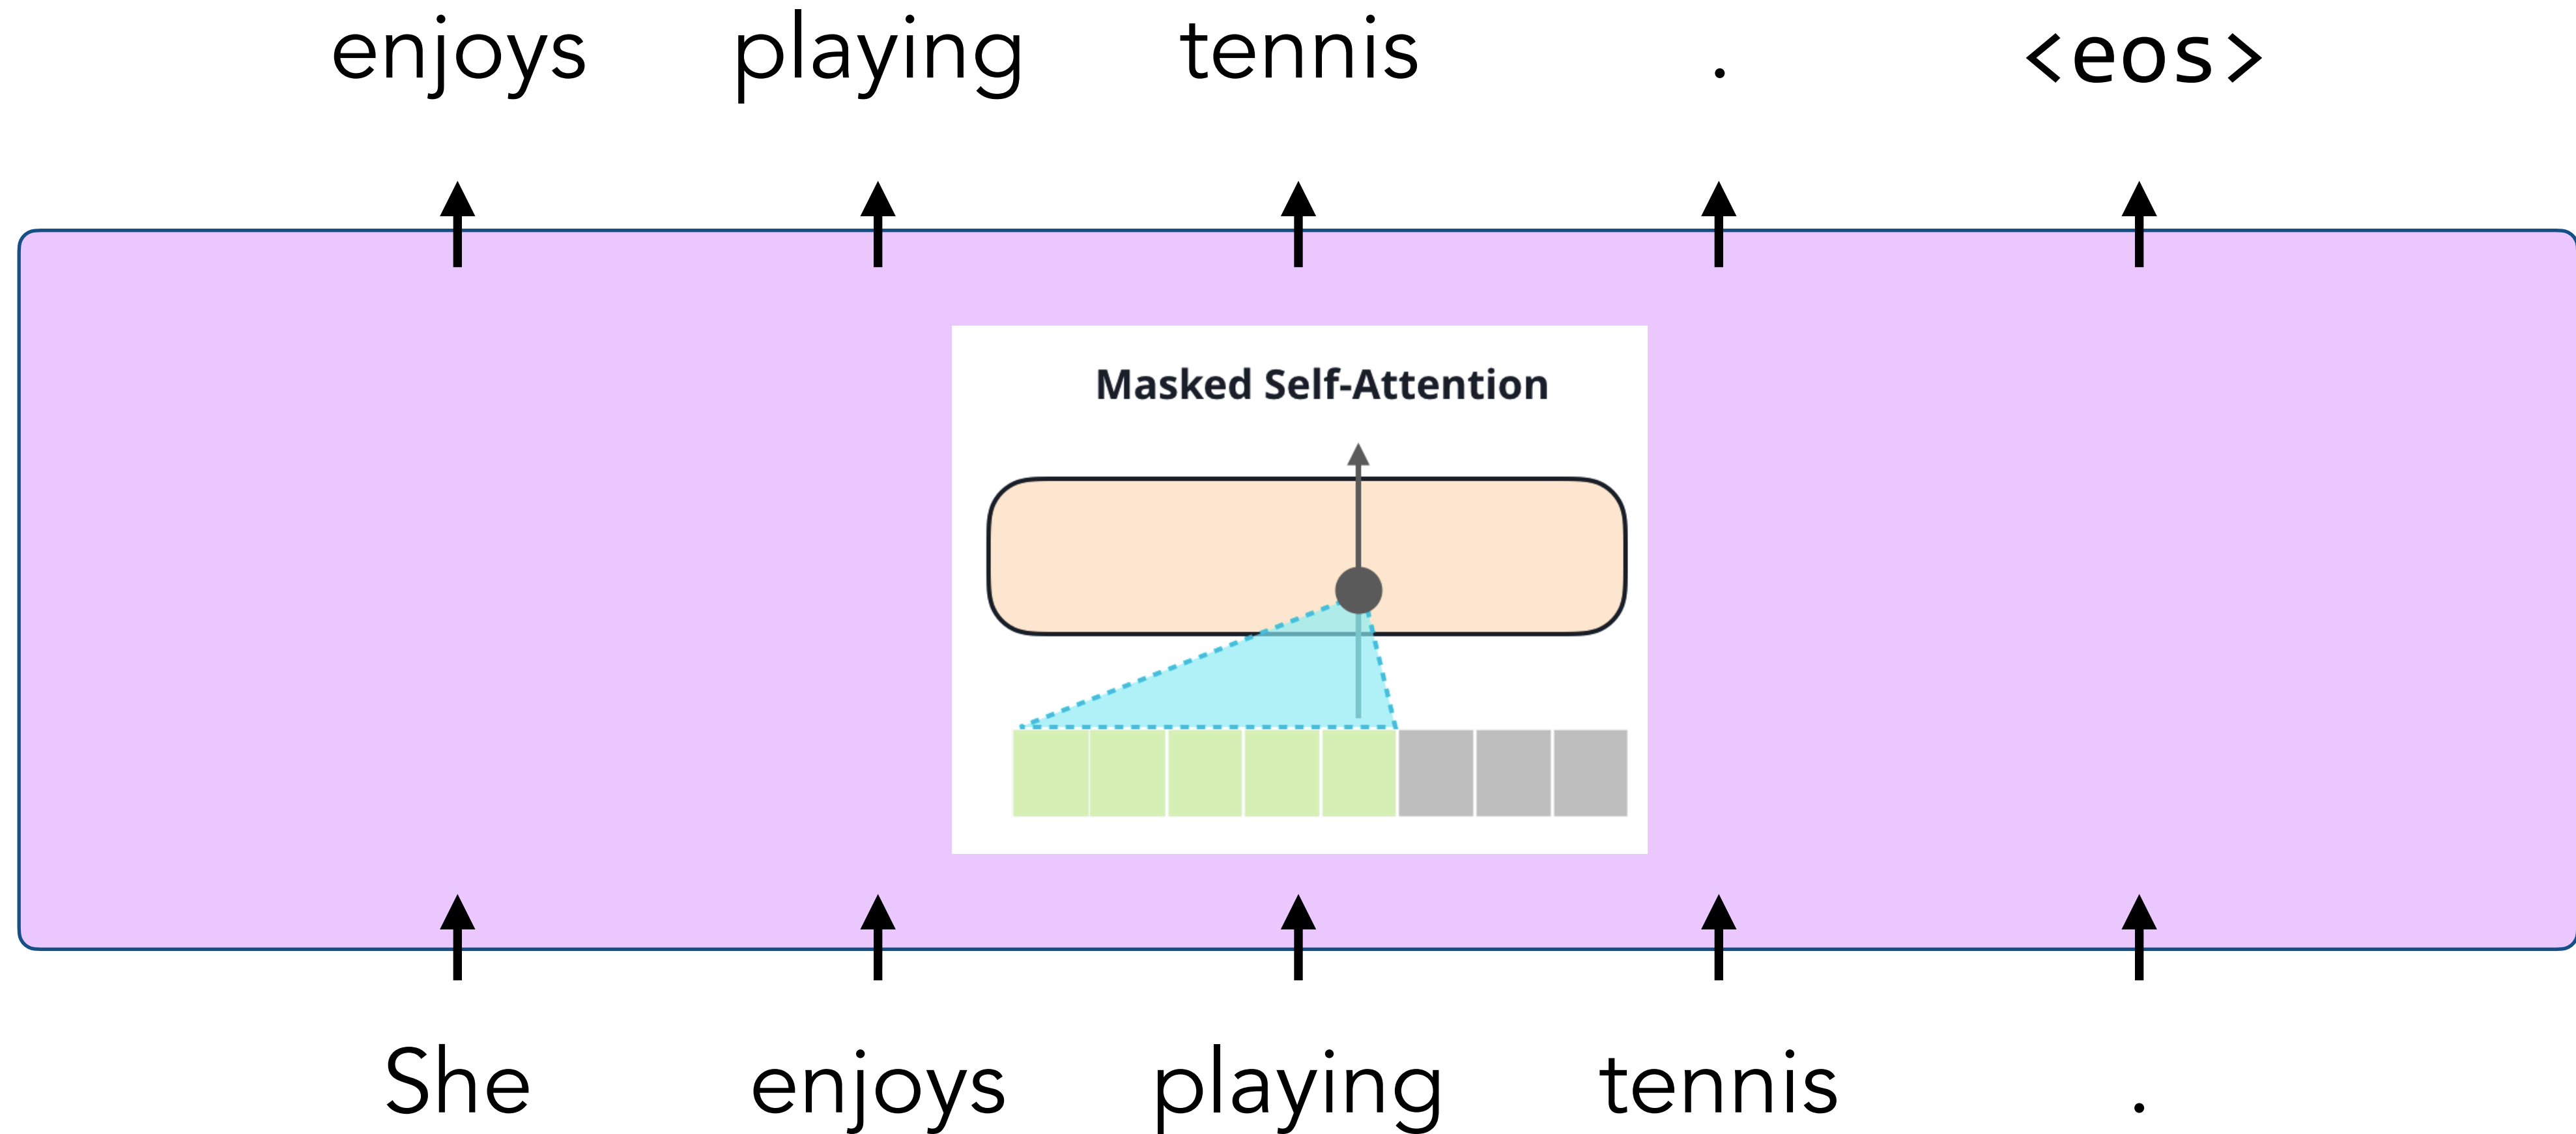 enjoys playing tennis . <eos>
Masked Self-Attention
She enjoys playing tennis .